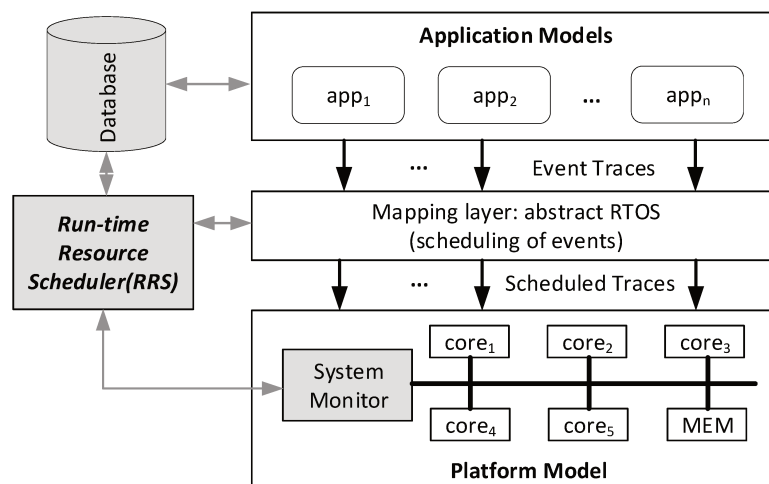 Application Models
Database
app1
app2
...
appn
...
Event Traces
Run-time
Resource
Scheduler(RRS)
Mapping layer: abstract RTOS
(scheduling of events)
...
Scheduled Traces
core1
core2
core3
System
Monitor
core4
core5
MEM
Platform Model